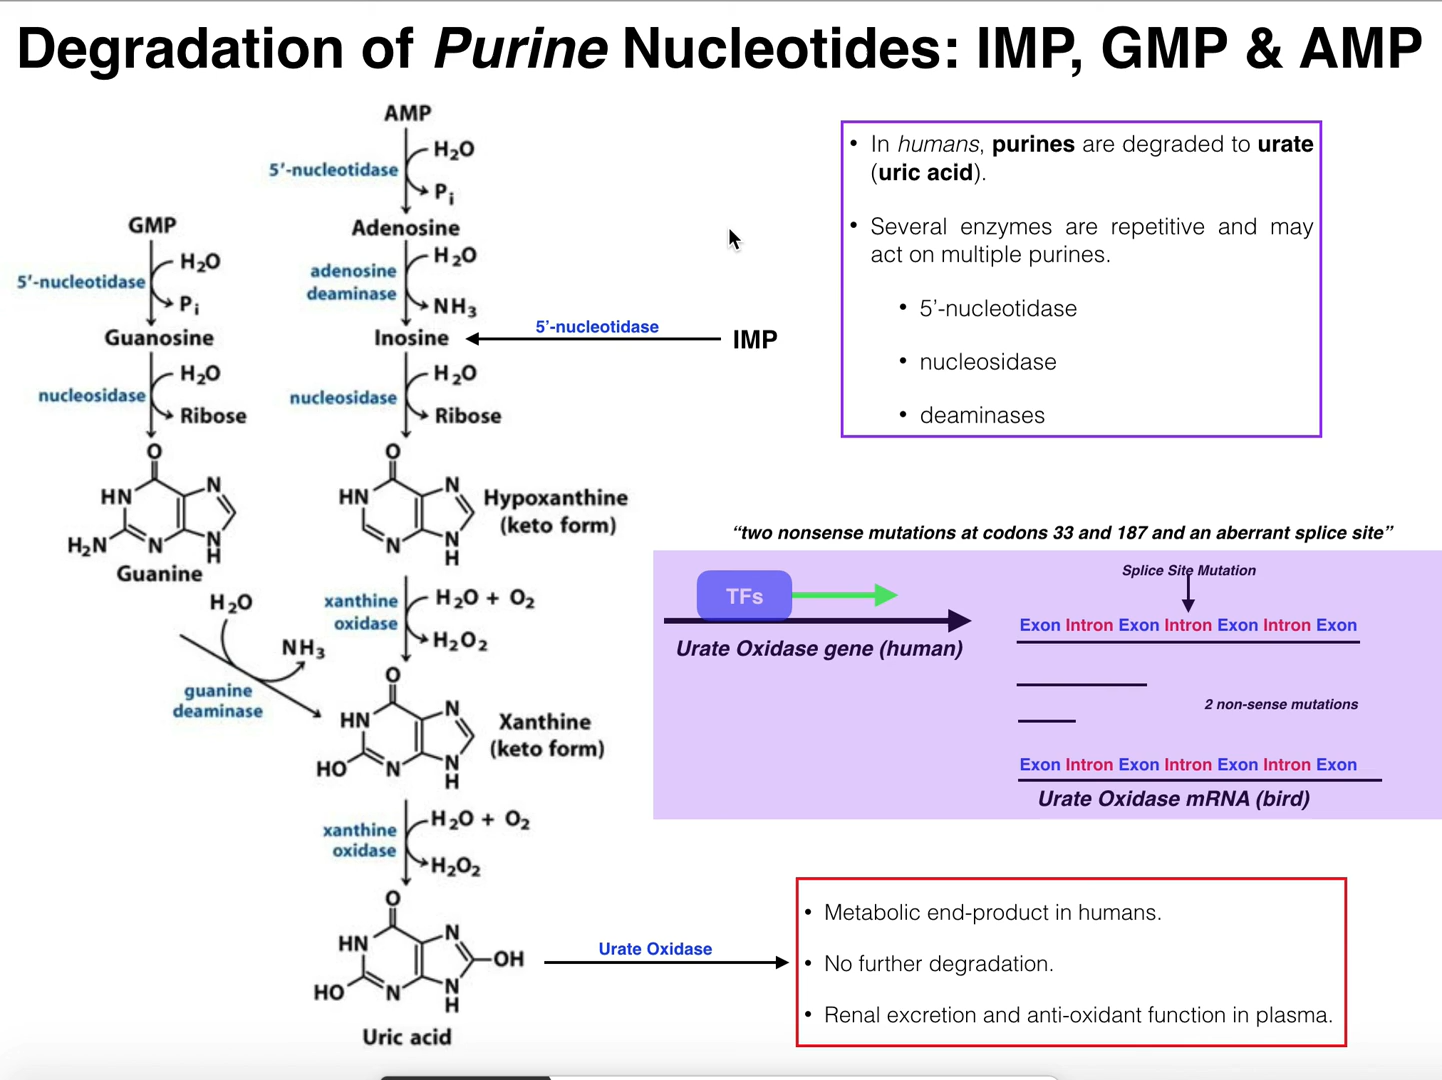 Degradation of Purine Nucleotides: IMP, GMP & AMP
AMP
H2O
5'-nucleotidase
Pi
Adenosine
H2O
adenosine
deaminase
NH3
Inosine
5'-nucleotidase
IMP
H2O
nucleosidase
Ribose
GMP
H2O
5'-nucleotidase
Pi
Guanosine
H2O
nucleosidase
Ribose
O
HN
N
H2N
N
N
H
Guanine
H2O
NH3
guanine
deaminase
O
HN
N
N
N
H
Hypoxanthine
(keto form)
xanthine
oxidase
H2O + O2
H2O2
O
HN
N
HO
N
N
H
Xanthine
(keto form)
xanthine
oxidase
H2O + O2
H2O2
O
HN
N
OH
HO
N
N
H
Uric acid
Urate Oxidase
• In humans, purines are degraded to urate
(uric acid).
• Several enzymes are repetitive and may
act on multiple purines.
• 5’-nucleotidase
• nucleosidase
• deaminases
“two nonsense mutations at codons 33 and 187 and an aberrant splice site”
TFs
Urate Oxidase gene (human)
Splice Site Mutation
Exon Intron Exon Intron Exon Intron Exon
2 non-sense mutations
Exon Intron Exon Intron Exon Intron Exon
Urate Oxidase mRNA (bird)
• Metabolic end-product in humans.
• No further degradation.
• Renal excretion and anti-oxidant function in plasma.